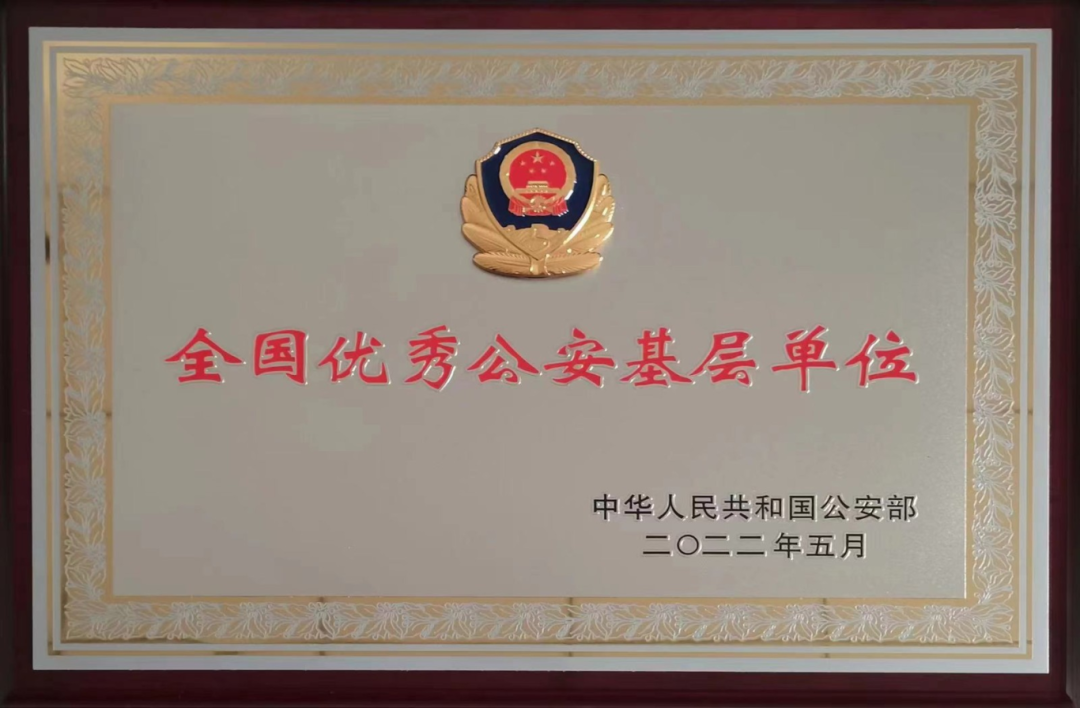 全国优秀公安基层单位
中华人民共和国公安部
二〇二二年五月